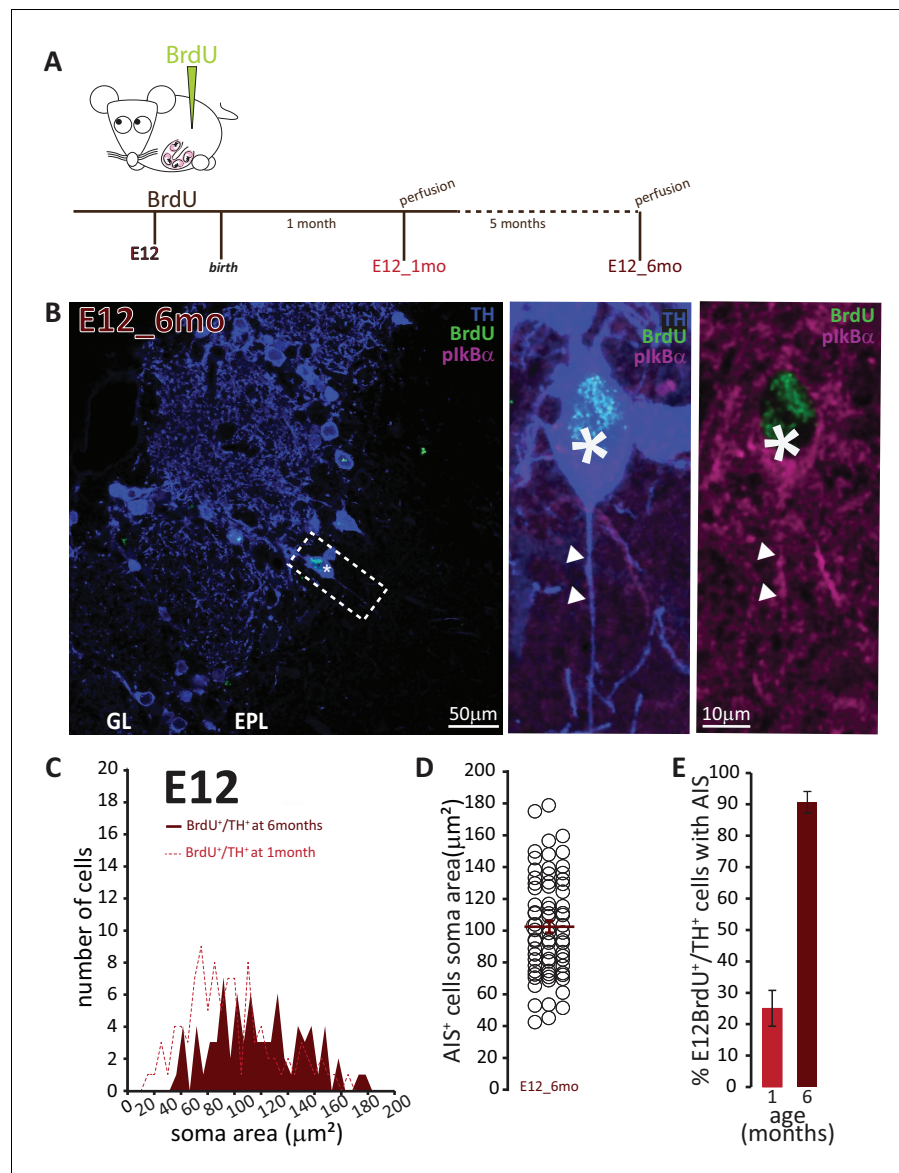 A
BrdU
BrdU
perfusion
perfusion
1 month
5 months
E12
birth
E12_1mo
E12_6mo
B
E12_6mo
TH
BrdU
pIkBα
GL
EPL
50μm
TH
BrdU
pIkBα
BrdU
pIkBα
10μm
C
E12
BrdU⁺/TH⁺ at 6months
BrdU⁺/TH⁺ at 1month
number of cells
20
18
16
14
12
10
8
6
4
2
0
0 20 40 60 80 100 120 140 160 180 200
soma area (μm²)
D
AIS⁺ cells soma area(μm²)
200
180
160
140
120
100
80
60
40
20
0
E12_6mo
E
% E12BrdU⁺/TH⁺ cells with AIS
100
90
80
70
60
50
40
30
20
10
0
1 6
age
(months)